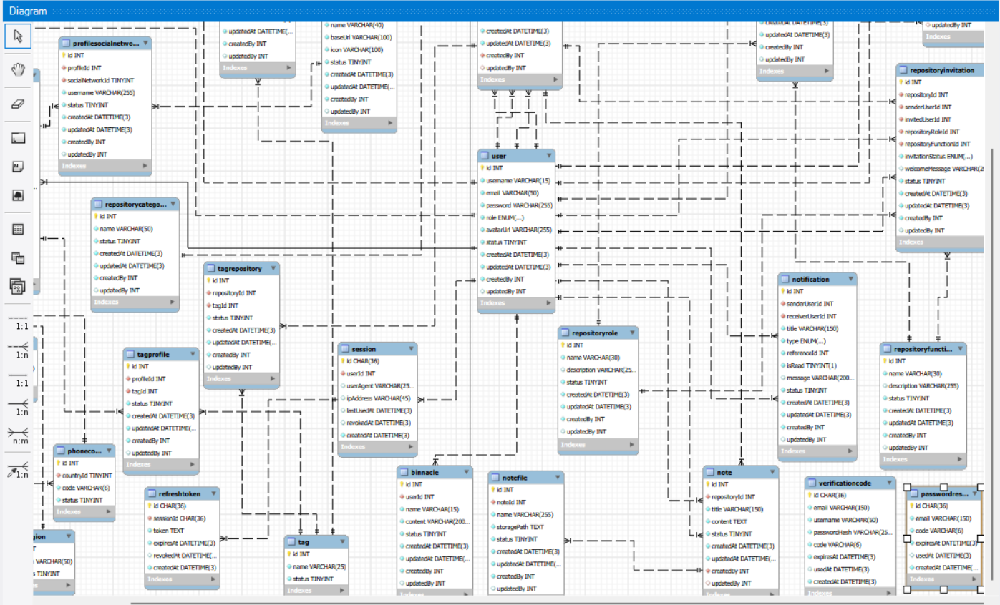 Diagram
profilesocialnetwo...
id INT
profileId INT
socialNetworkId TINYINT
username VARCHAR(255)
status TINYINT
createdAt DATETIME(3)
updatedAt DATETIME(3)
createdBy INT
updatedBy INT
Indexes
updatedAt DATETIME(...
createdBy INT
updatedBy INT
Indexes
name VARCHAR(40)
baseUrl VARCHAR(100)
icon VARCHAR(100)
status TINYINT
createdAt DATETIME(3)
updatedAt DATETIME(...
createdBy INT
updatedBy INT
Indexes
createdAt DATETIME(3)
updatedAt DATETIME(3)
createdBy INT
updatedBy INT
Indexes
createdAt DATETIME(3)
updatedAt DATETIME(3)
createdBy INT
updatedBy INT
Indexes
updatedBy INT
Indexes
repositoryinvitation
id INT
repositoryId INT
senderUserId INT
invitedUserId INT
repositoryRoleId INT
repositoryFunctionId INT
invitationStatus ENUM(...)
welcomeMessage VARCHAR(2
status TINYINT
createdAt DATETIME(3)
updatedAt DATETIME(3)
createdBy INT
updatedBy INT
Indexes
user
id INT
username VARCHAR(15)
email VARCHAR(50)
password VARCHAR(255)
role ENUM(...)
avatarUrl VARCHAR(255)
status TINYINT
createdAt DATETIME(3)
updatedAt DATETIME(3)
createdBy INT
updatedBy INT
Indexes
repositorycatego...
id INT
name VARCHAR(50)
status TINYINT
createdAt DATETIME(3)
updatedAt DATETIME(3)
createdBy INT
updatedBy INT
Indexes
tagrepository
id INT
repositoryId INT
tagId INT
status TINYINT
createdAt DATETIME(3)
updatedAt DATETIME(...
createdBy INT
updatedBy INT
Indexes
notification
id INT
senderUserId INT
receiverUserId INT
title VARCHAR(150)
type ENUM(...)
referenceId INT
isRead TINYINT(1)
message VARCHAR(200...
status TINYINT
createdAt DATETIME(3)
updatedAt DATETIME(3)
createdBy INT
updatedBy INT
Indexes
1:1
1:n
1:1
1:n
n:m
1:n
tagprofile
id INT
profileId INT
tagId INT
status TINYINT
createdAt DATETIME(3)
updatedAt DATETIME(...
createdBy INT
updatedBy INT
Indexes
session
id CHAR(36)
userId INT
userAgent VARCHAR(25...
ipAddress VARCHAR(45)
lastUsedAt DATETIME(3)
revokedAt DATETIME(3)
createdAt DATETIME(3)
Indexes
repositoryrole
id INT
name VARCHAR(30)
description VARCHAR(25...
status TINYINT
createdAt DATETIME(3)
updatedAt DATETIME(3)
createdBy INT
updatedBy INT
Indexes
repositoryfuncti...
id INT
name VARCHAR(30)
description VARCHAR(255)
status TINYINT
createdAt DATETIME(3)
updatedAt DATETIME(3)
createdBy INT
updatedBy INT
Indexes
phoneco...
id INT
countryId TINYINT
code VARCHAR(6)
status TINYINT
Indexes
gion
VARCHAR(50)
s TINYINT
refreshtoken
id CHAR(36)
sessionId CHAR(36)
token TEXT
expiresAt DATETIME(3)
revokedAt DATETIME(...
createdAt DATETIME(3)
Indexes
tag
id INT
name VARCHAR(25)
status TINYINT
Indexes
binnacle
id INT
userId INT
name VARCHAR(15)
content VARCHAR(200...
status TINYINT
createdAt DATETIME(3)
updatedAt DATETIME(...
createdBy INT
updatedBy INT
notefile
id INT
noteId INT
name VARCHAR(255)
storagePath TEXT
status TINYINT
createdAt DATETIME(3)
updatedAt DATETIME(...
createdBy INT
updatedBy INT
note
id INT
repositoryId INT
title VARCHAR(150)
content TEXT
status TINYINT
createdAt DATETIME(3)
updatedAt DATETIME(...
createdBy INT
updatedBy INT
verificationcode
id CHAR(36)
email VARCHAR(150)
username VARCHAR(50)
passwordHash VARCHAR(25...
code VARCHAR(6)
expiresAt DATETIME(3)
usedAt DATETIME(3)
createdAt DATETIME(3)
Indexes
passwordres...
id CHAR(36)
email VARCHAR(150)
code VARCHAR(6)
expiresAt DATETIME(3)
usedAt DATETIME(3)
createdAt DATETIME(...
Indexes